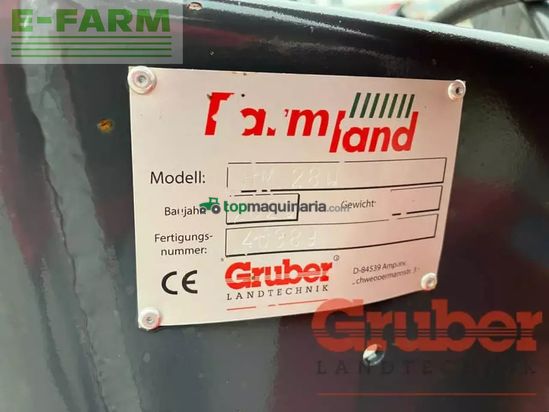 E-FARM
Farmland
Modell:
Baujahr
Gewicht
topmaquinaria.com
Fertigungs-
nummer:
CE
Gruber
LANDTECHNIK
D-84539 Ampfing
Gruber
LANDTECHNIK